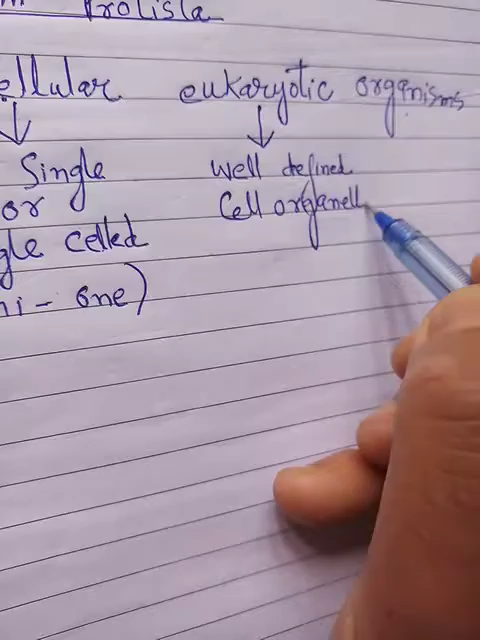 Protista
ellular eukaryotic organisms
Single
or
gle celled
ni - one)
well defined
Cell organell